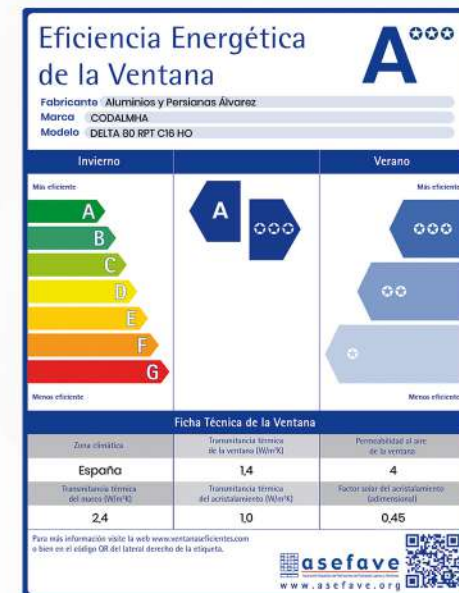 Eficiencia Energética
de la Ventana
A
Fabricante Aluminios y Persianas Álvarez
Marca CODALMHA
Modelo DELTA 80 RPT C16 HO
Invierno
Verano
Más eficiente
Más eficiente
A
A
B
C
D
E
F
G
Menos eficiente
Menos eficiente
Ficha Técnica de la Ventana
Zona climática
Transmitancia térmica
de la ventana (W/m²K)
Permeabilidad al aire
de la ventana
España
1,4
4
Transmitancia térmica
del marco (W/m²K)
Transmitancia térmica
del acristalamiento (W/m²K)
Factor solar del acristalamiento
(adimensional)
2,4
1,0
0,45
Para más información visite la web www.ventanaseficientes.com
o bien en el código QR del lateral derecho de la etiqueta.
asefave
www.asefave.org